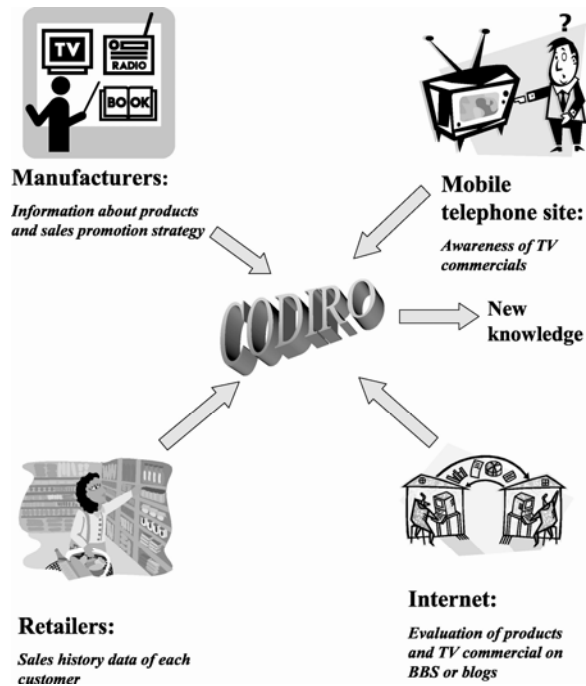 TV
RADIO
BOOK
?
Manufacturers:
Information about products
and sales promotion strategy
Mobile
telephone site:
Awareness of TV
commercials
CODIRO
New
knowledge
Retailers:
Sales history data of each
customer
Internet:
Evaluation of products
and TV commercial on
BBS or blogs